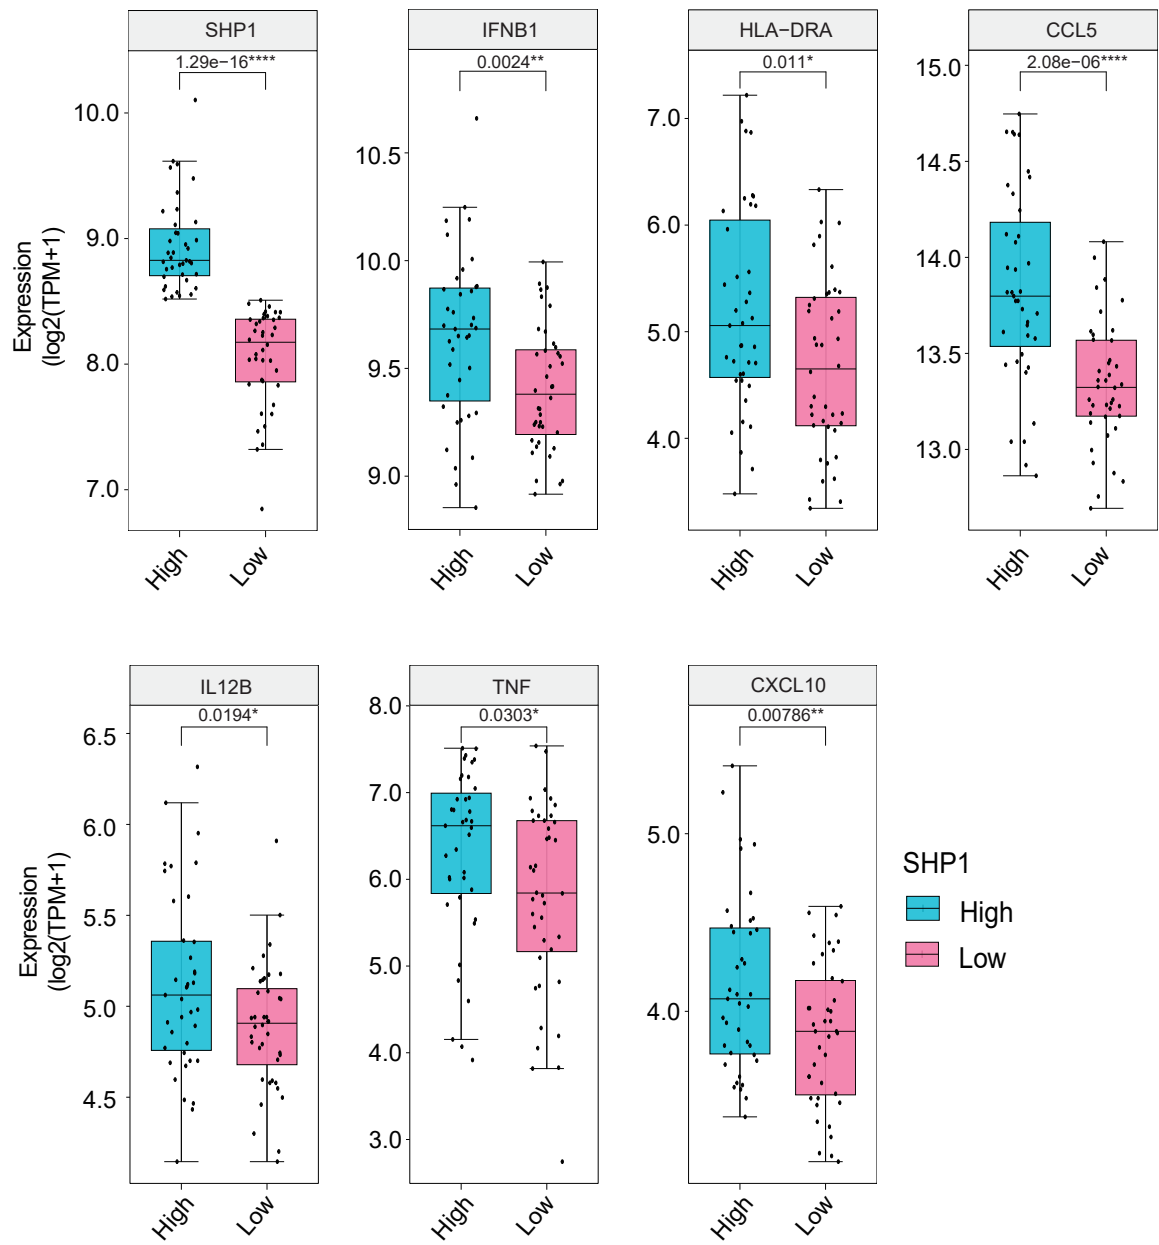 SHP1
1.29e−16****
10.0
9.0
8.0
7.0
Expression
(log2(TPM+1)
High
Low
IFNB1
0.0024**
10.5
10.0
9.5
9.0
High
Low
HLA−DRA
0.011*
7.0
6.0
5.0
4.0
High
Low
CCL5
2.08e−06****
15.0
14.5
14.0
13.5
13.0
High
Low
IL12B
0.0194*
6.5
6.0
5.5
5.0
4.5
Expression
(log2(TPM+1)
High
Low
TNF
0.0303*
8.0
7.0
6.0
5.0
4.0
3.0
High
Low
CXCL10
0.00786**
5.0
4.0
High
Low
SHP1
High
Low